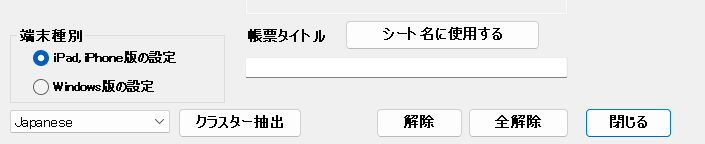 端末種別
iPad,iPhone版の設定
Windows版の設定
帳票タイトル
シート名に使用する
Japanese
クラスター抽出
解除
全解除
閉じる